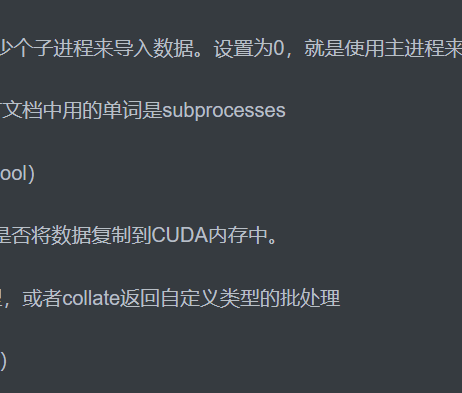 少个子进程来导入数据。设置为0，就是使用主进程来
文档中用的单词是subprocesses
ool）
是否将数据复制到CUDA内存中。
，或者collate返回自定义类型的批处理
）